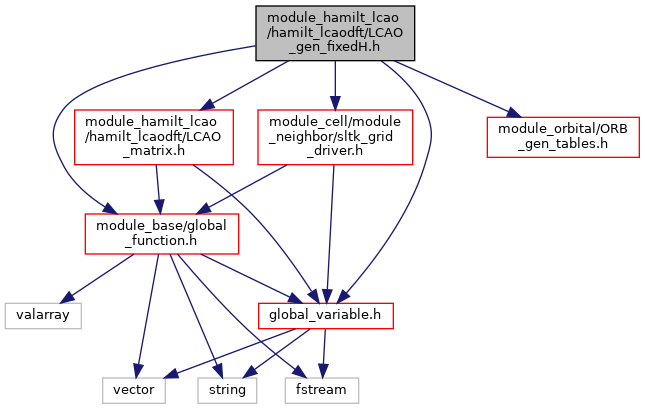 module_hamilt_lcao
/hamilt_lcaodft/LCAO
_gen_fixedH.h
module_hamilt_lcao
/hamilt_lcaodft/LCAO
_matrix.h
module_cell/module
_neighbor/sltk_grid
_driver.h
module_orbital/ORB
_gen_tables.h
module_base/global
_function.h
valarray
global_variable.h
vector
string
fstream